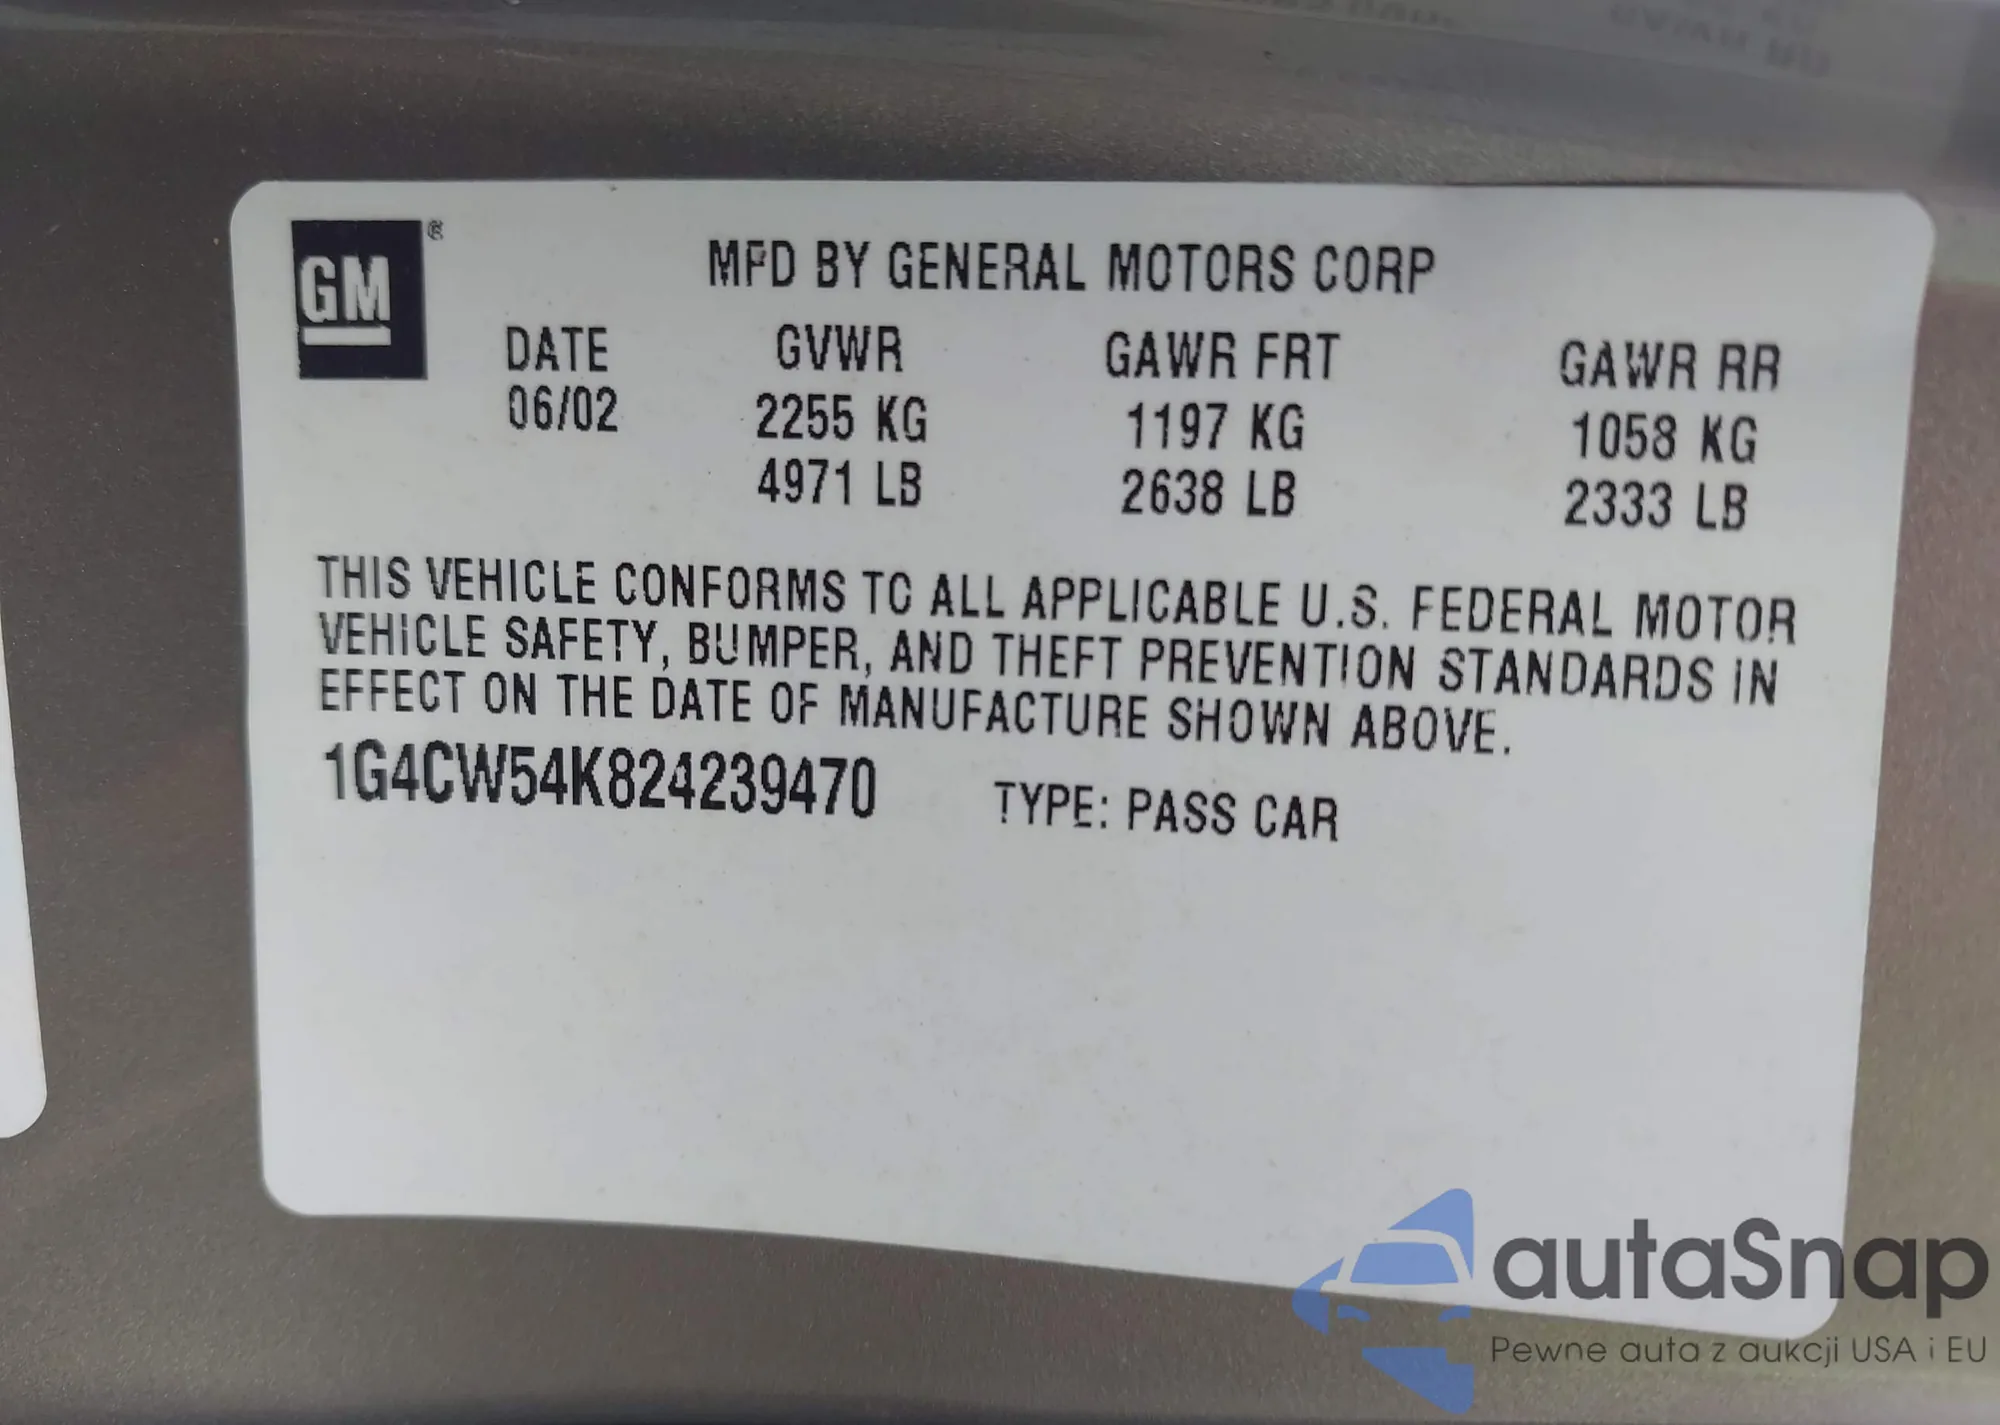 GM®
MFD BY GENERAL MOTORS CORP
DATE GVWR GAWR FRT GAWR RR
06/02 2255 KG 1197 KG 1058 KG
4971 LB 2638 LB 2333 LB
THIS VEHICLE CONFORMS TO ALL APPLICABLE U.S. FEDERAL MOTOR
VEHICLE SAFETY, BUMPER, AND THEFT PREVENTION STANDARDS IN
EFFECT ON THE DATE OF MANUFACTURE SHOWN ABOVE.
1G4CW54K824239470 TYPE: PASS CAR
autaSnap
Pewne auta z aukcji USA i EU